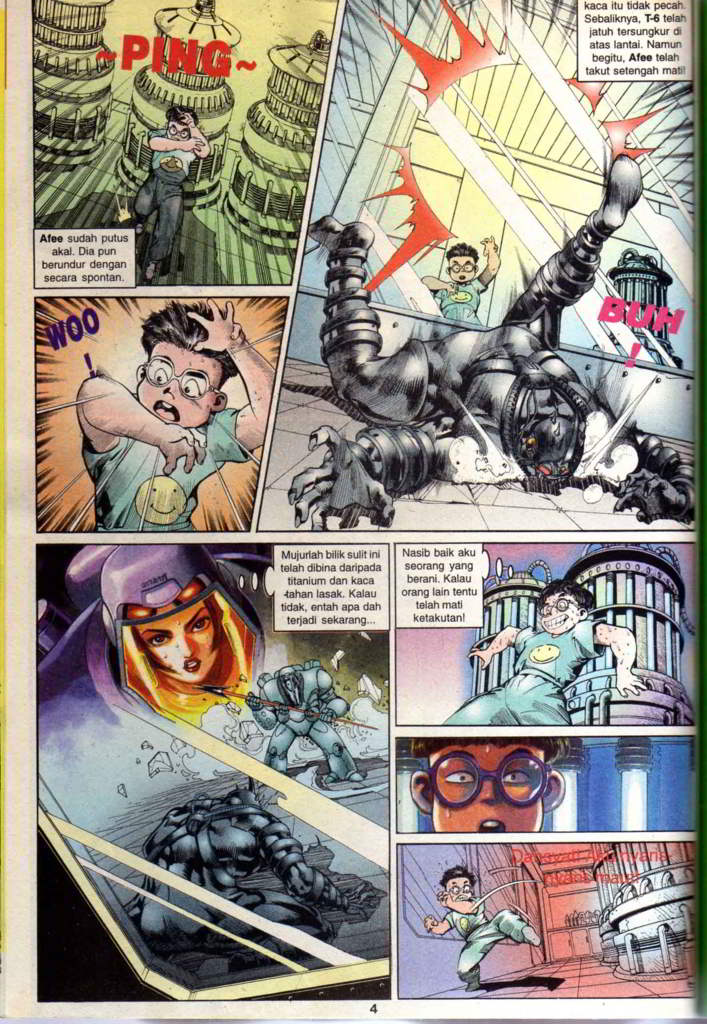 ~PING~
Afee sudah putus
akal. Dia pun
berundur dengan
secara spontan.
kaca itu tidak pecah.
Sebaliknya, T-6 telah
jatuh tersungkur di
atas lantai. Namun
begitu, Afee telah
takut setengah mati!
BUH
!
WOO
!
Mujurlah bilik sulit ini
telah dibina daripada
titanium dan kaca
-tahan lasak. Kalau
tidak, entah apa dah
terjadi sekarang...
Nasib baik aku
seorang yang
berani. Kalau
orang lain tentu
telah mati
ketakutan!
4